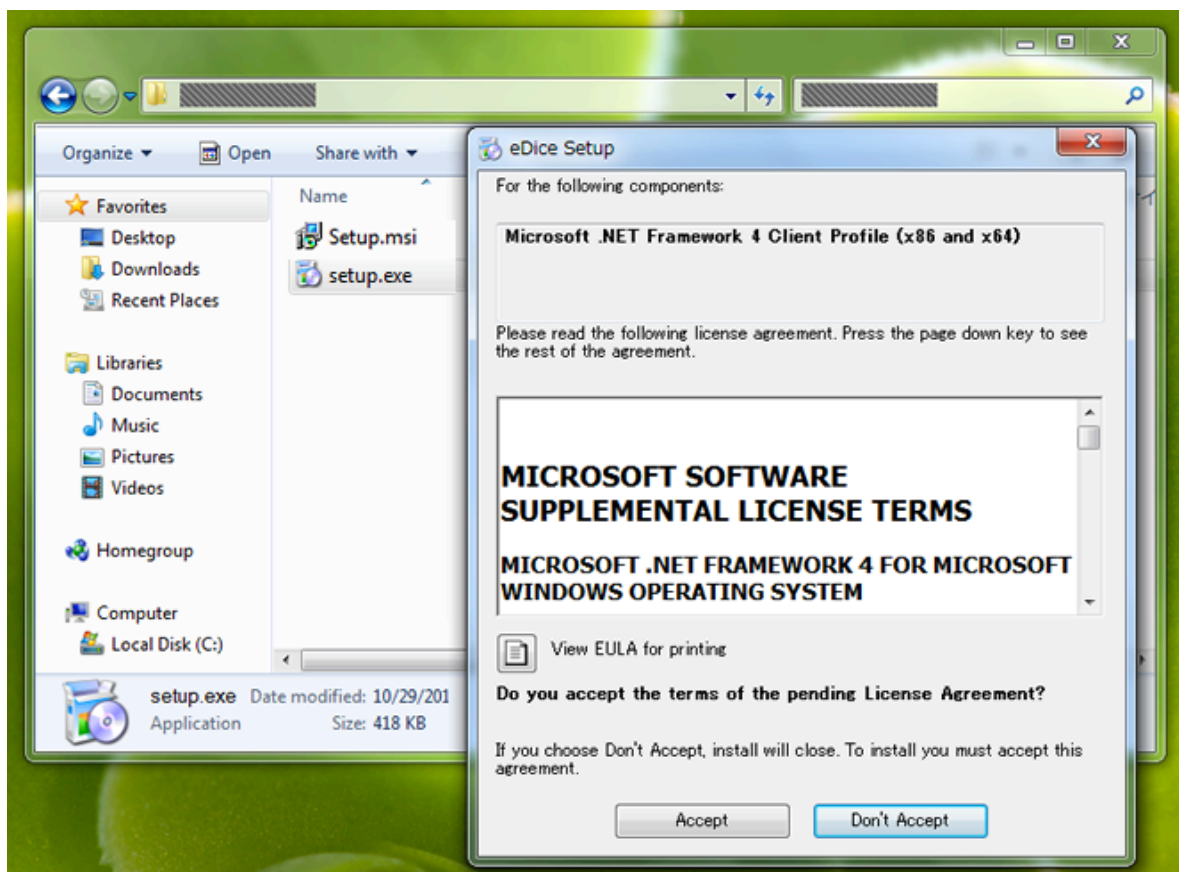 Organize
Open
Share with
Favorites
Desktop
Downloads
Recent Places
Libraries
Documents
Music
Pictures
Videos
Homegroup
Computer
Local Disk (C:)
Name
Setup.msi
setup.exe
setup.exe Date modified: 10/29/201
Application Size: 418 KB
eDice Setup
For the following components:
Microsoft .NET Framework 4 Client Profile (x86 and x64)
Please read the following license agreement. Press the page down key to see
the rest of the agreement.
MICROSOFT SOFTWARE
SUPPLEMENTAL LICENSE TERMS
MICROSOFT .NET FRAMEWORK 4 FOR MICROSOFT
WINDOWS OPERATING SYSTEM
View EULA for printing
Do you accept the terms of the pending License Agreement?
If you choose Don't Accept, install will close. To install you must accept this
agreement.
Accept
Don't Accept